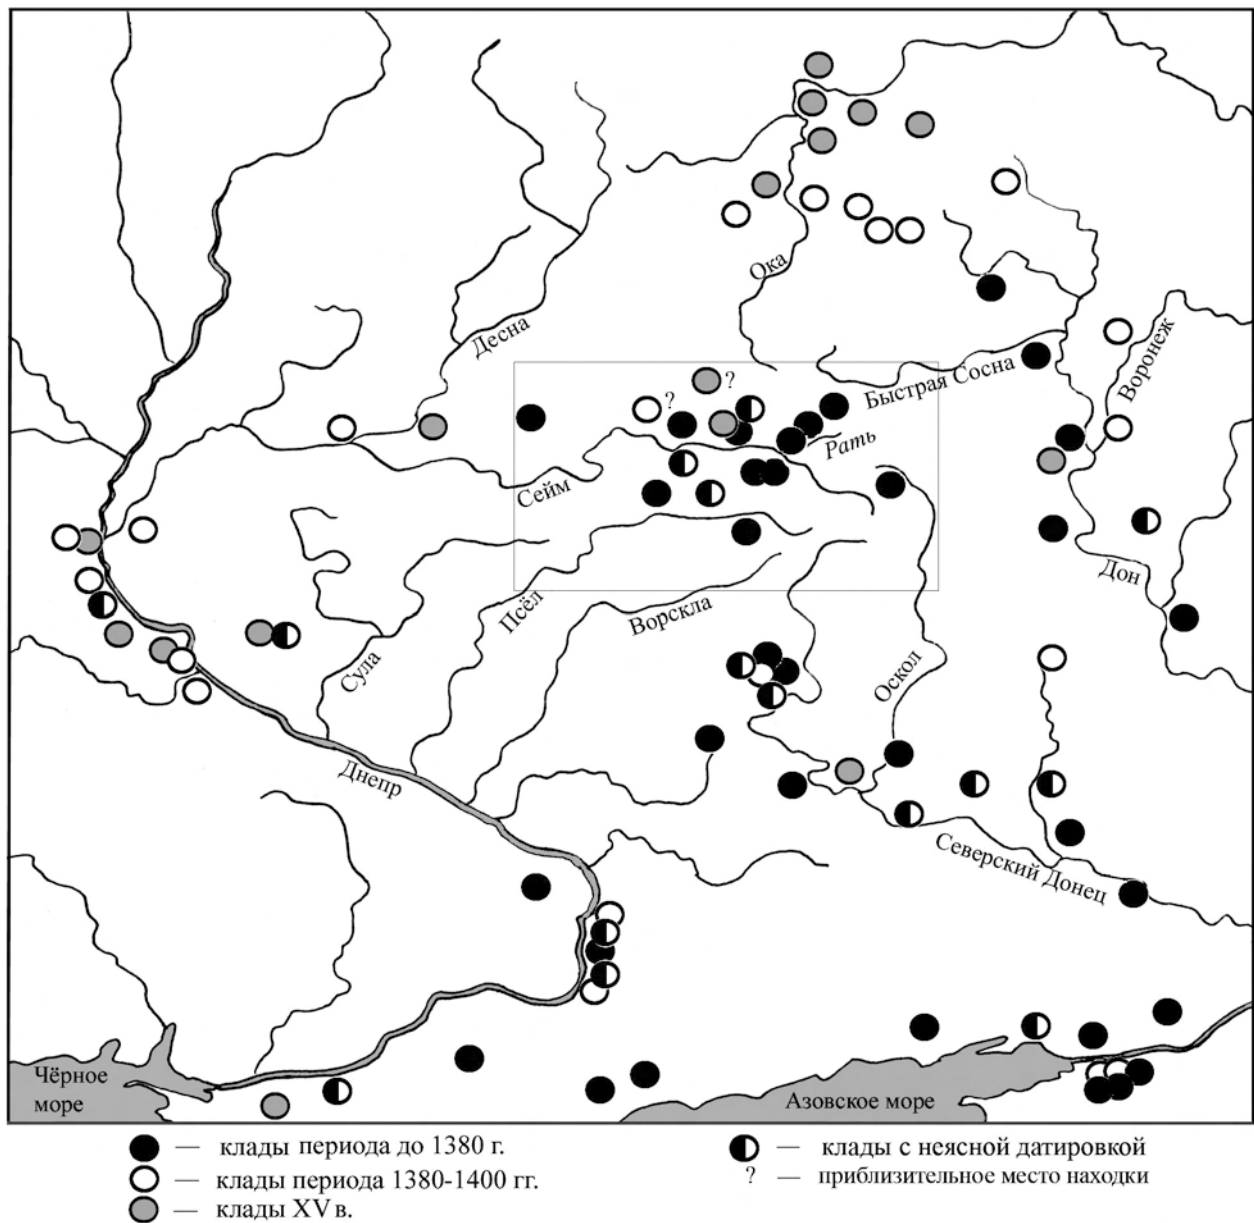 Ока
Десна
?
?
Быстрая Сосна
Воронеж
Рать
Сейм
Дон
Псёл
Ворскла
Сула
Оскол
Днепр
Северский Донец
Чёрное
море
Азовское море
— клады периода до 1380 г.
— клады периода 1380-1400 гг.
— клады XV в.
— клады с неясной датировкой
? — приблизительное место находки